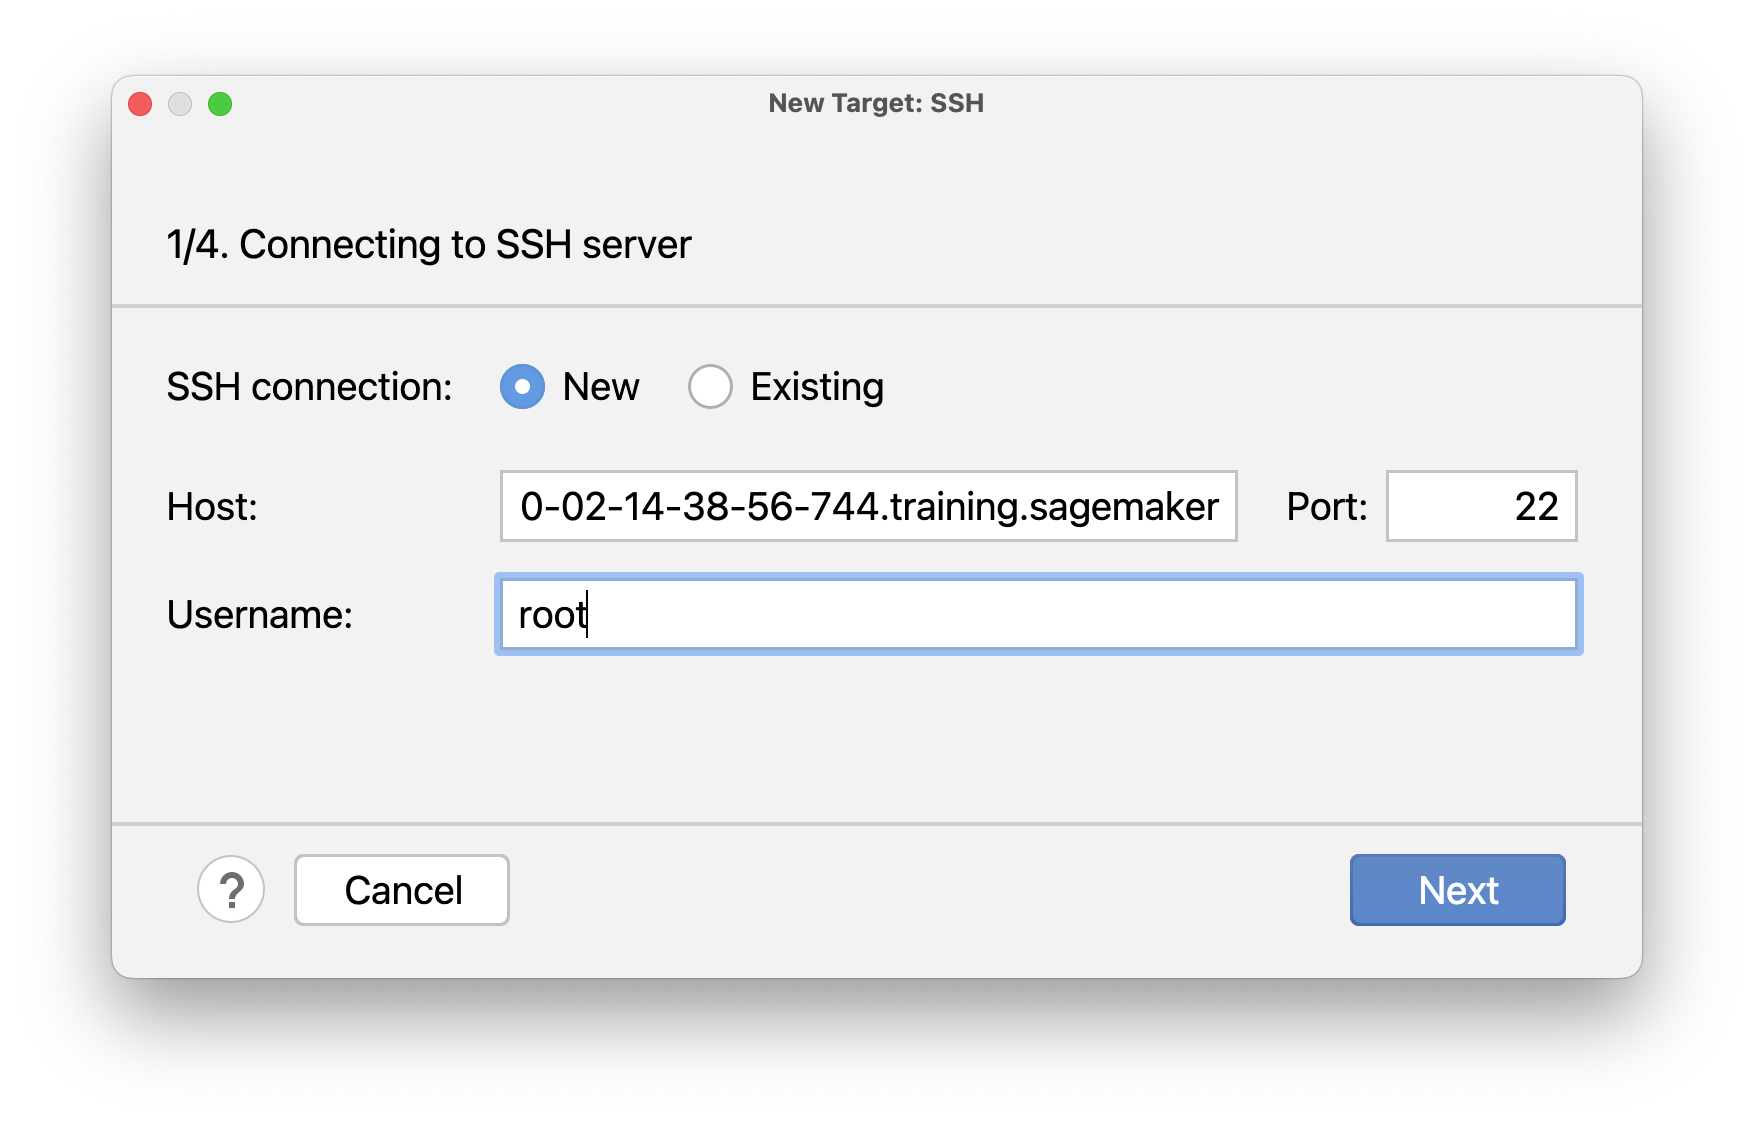 New Target: SSH
1/4. Connecting to SSH server
SSH connection: New Existing
Host: 0-02-14-38-56-744.training.sagemaker Port: 22
Username: root
? Cancel Next